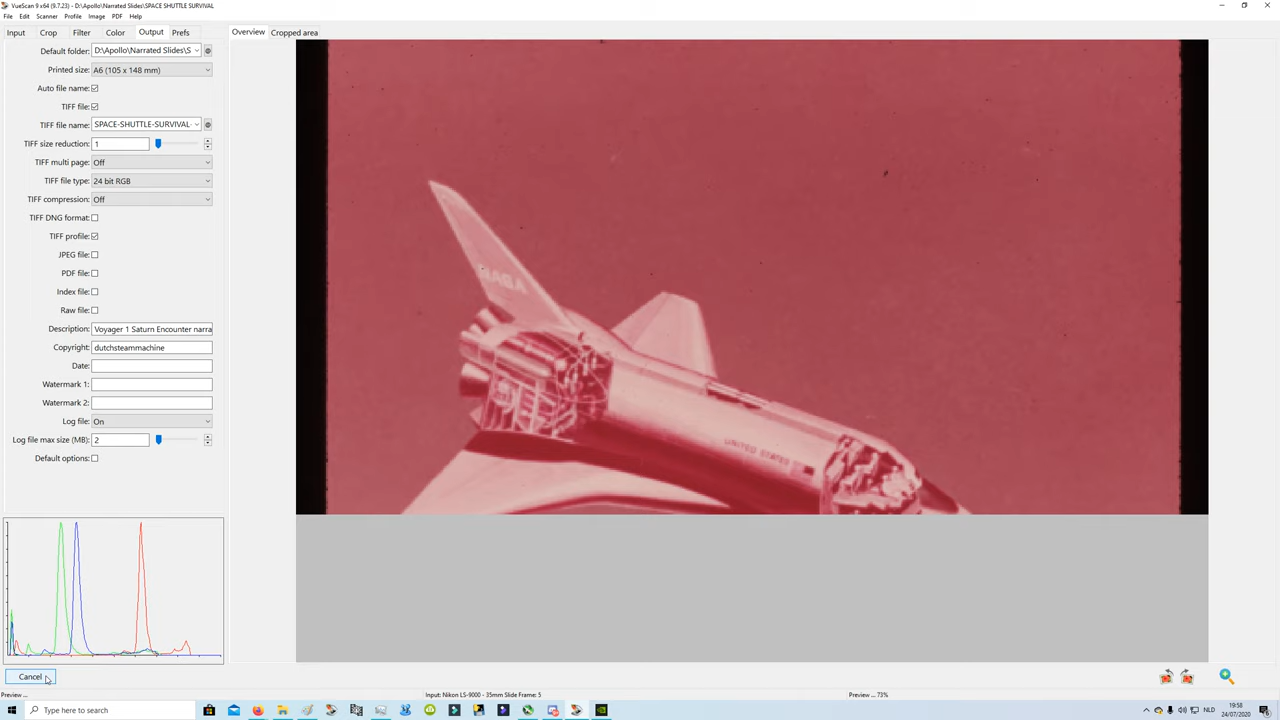 VueScan 9 x64 (9.7.23) - D:\Apollo\Narrated Slides\SPACE SHUTTLE SURVIVAL
File Edit Scanner Profile Image PDF Help
Input Crop Filter Color Output Prefs
Overview Cropped area
Default folder: D:\Apollo\Narrated Slides\S
Printed size: A6 (105 x 148 mm)
Auto file name:
TIFF file:
TIFF file name: SPACE-SHUTTLE-SURVIVAL
TIFF size reduction: 1
TIFF multi page: Off
TIFF file type: 24 bit RGB
TIFF compression: Off
TIFF DNG format:
TIFF profile:
JPEG file:
PDF file:
Index file:
Raw file:
Description: Voyager 1 Saturn Encounter narra
Copyright: dutchsteammachine
Date:
Watermark 1:
Watermark 2:
Log file: On
Log file max size (MB): 2
Default options:
NASA
UNITED STATES
Cancel
Preview ... Input: Nikon LS-9000 - 35mm Slide Frame: 5 Preview ... 73%
Type here to search
NLD
19:58
24/07/2020